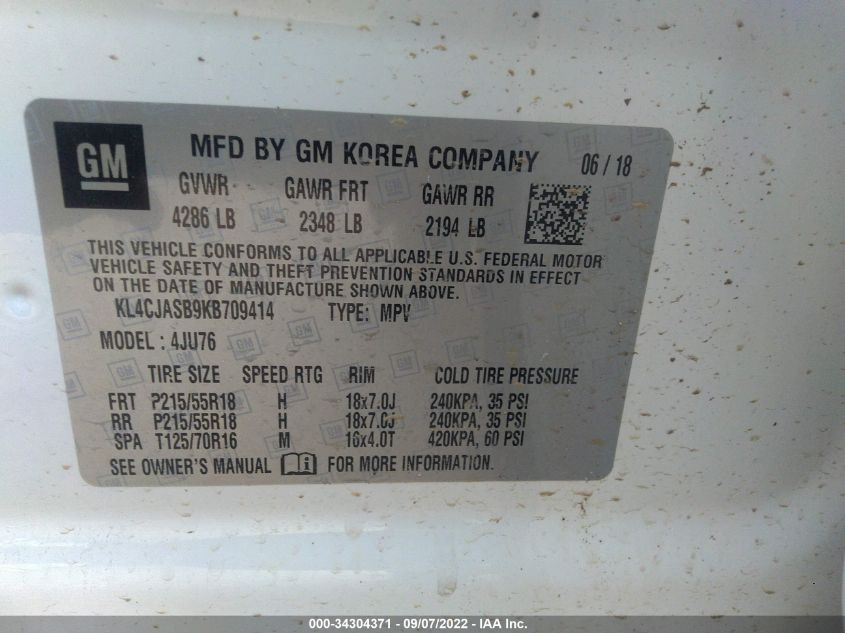 GM
MFD BY GM KOREA COMPANY 06 / 18
GVWR GAWR FRT GAWR RR
4286 LB 2348 LB 2194 LB
THIS VEHICLE CONFORMS TO ALL APPLICABLE U.S. FEDERAL MOTOR
VEHICLE SAFETY AND THEFT PREVENTION STANDARDS IN EFFECT
ON THE DATE OF MANUFACTURE SHOWN ABOVE.
KL4CJASB9KB709414 TYPE: MPV
MODEL : 4JU76
TIRE SIZE SPEED RTG RIM COLD TIRE PRESSURE
FRT P215/55R18 H 18x7.0J 240KPA, 35 PSI
RR P215/55R18 H 18x7.0J 240KPA, 35 PSI
SPA T125/70R16 M 16x4.0T 420KPA, 60 PSI
SEE OWNER'S MANUAL FOR MORE INFORMATION.
000-34304371 - 09/07/2022 - IAA Inc.